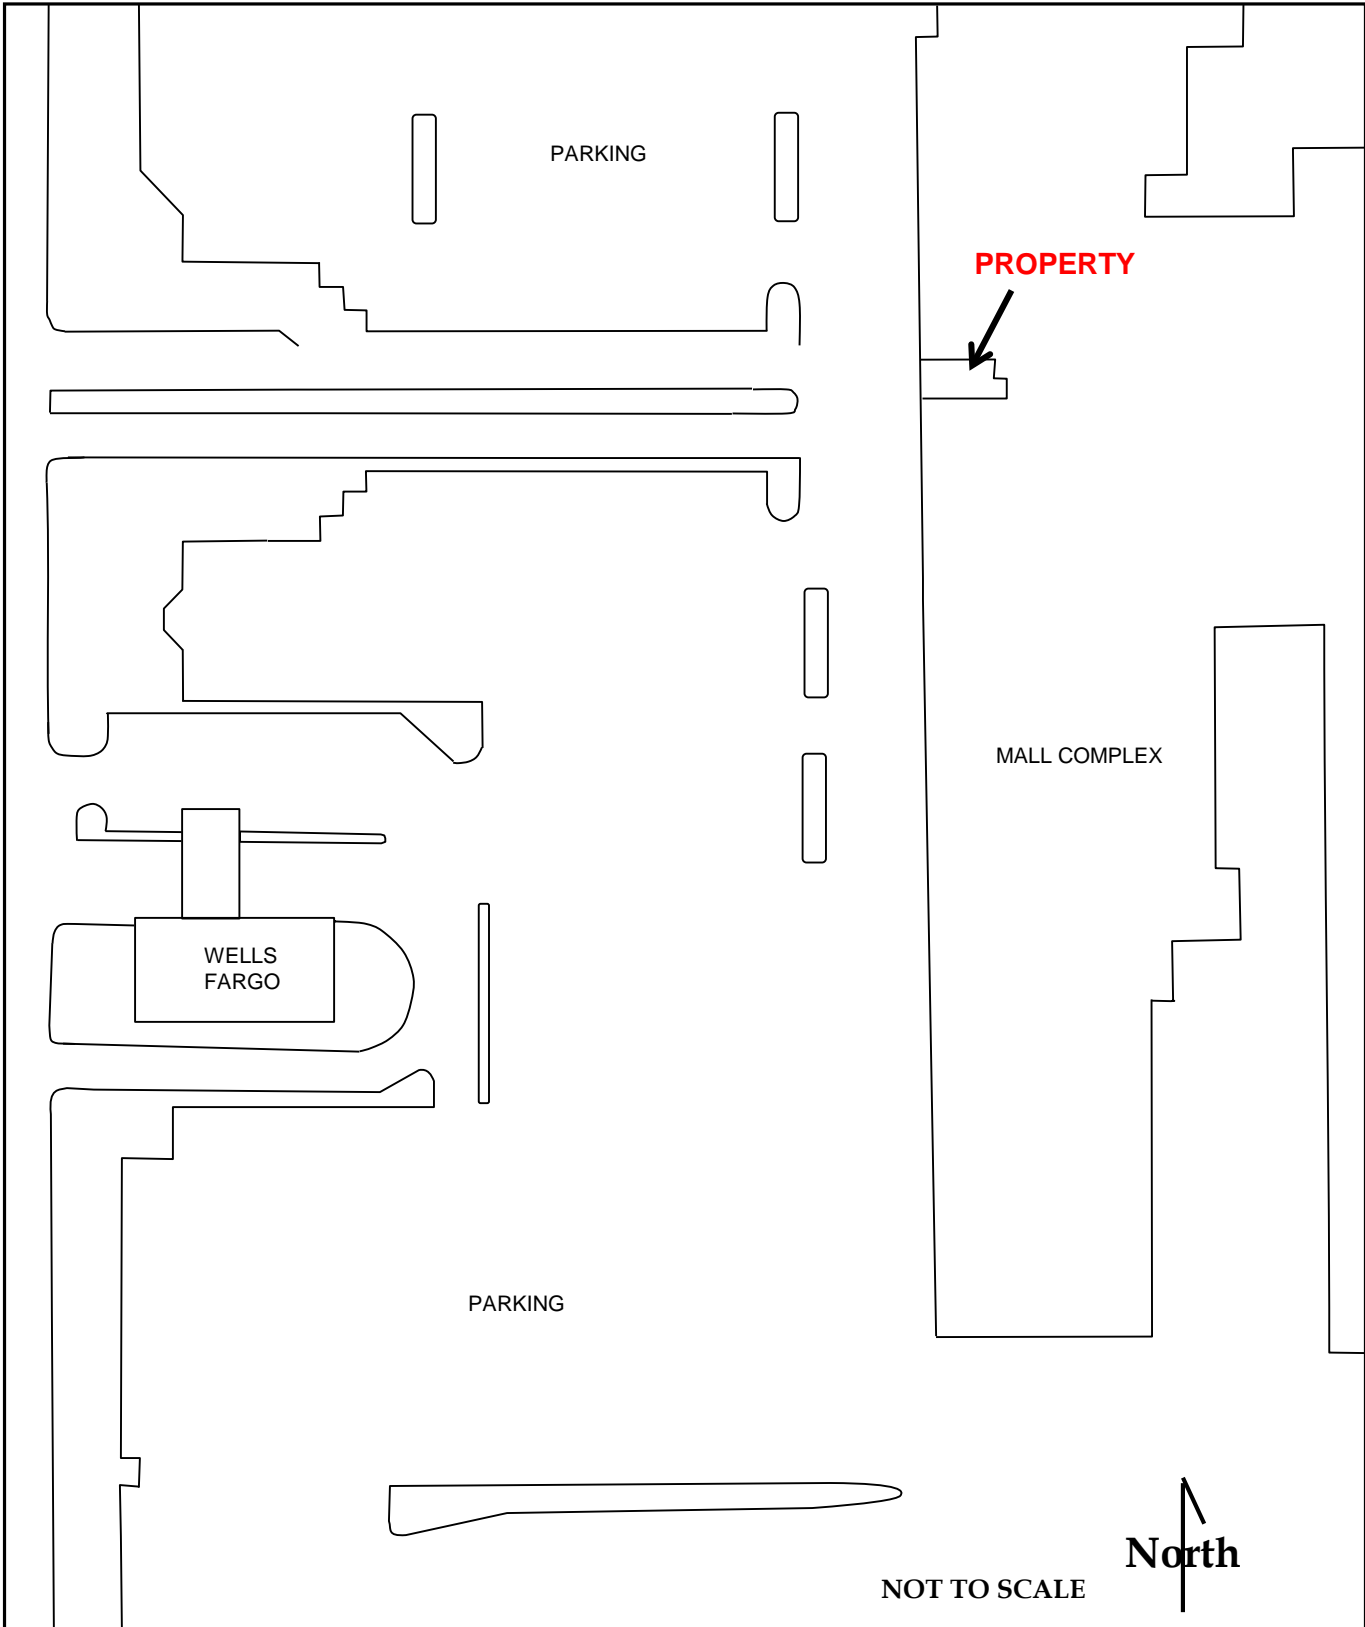 PARKING
PROPERTY
MALL COMPLEX
WELLS
FARGO
PARKING
North
NOT TO SCALE